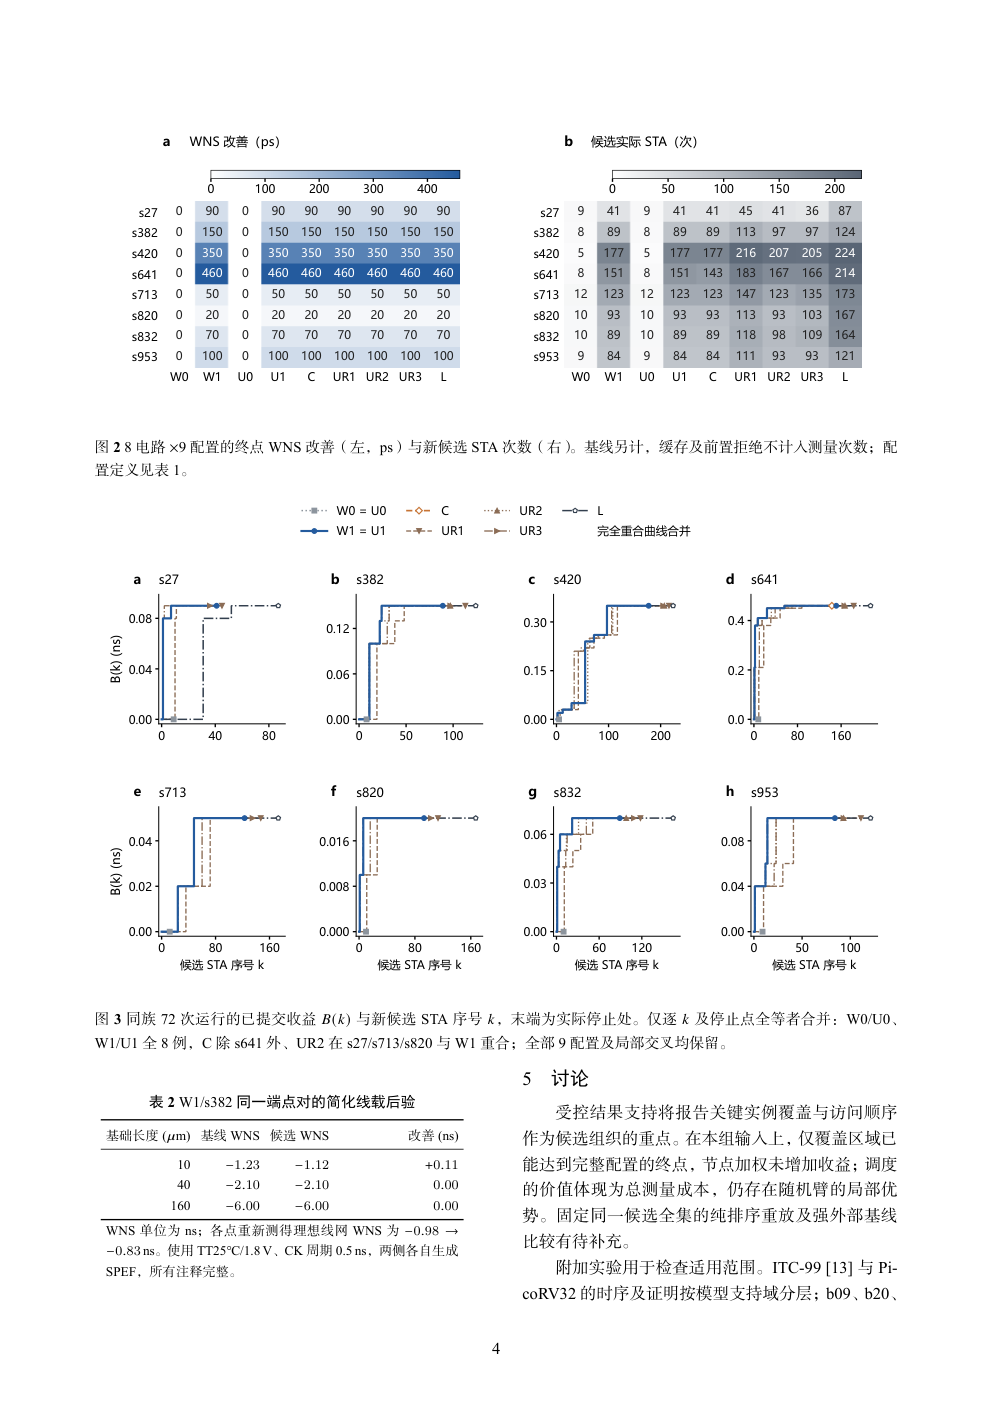 a WNS 改善（ps）
0 100 200 300 400
s27 0 90 0 90 90 90 90 90 90
s382 0 150 0 150 150 150 150 150 150
s420 0 350 0 350 350 350 350 350 350
s641 0 460 0 460 460 460 460 460 460
s713 0 50 0 50 50 50 50 50 50
s820 0 20 0 20 20 20 20 20 20
s832 0 70 0 70 70 70 70 70 70
s953 0 100 0 100 100 100 100 100 100
W0 W1 U0 U1 C UR1 UR2 UR3 L
b 候选实际 STA（次）
0 50 100 150 200
s27 9 41 9 41 41 45 41 36 87
s382 8 89 8 89 89 113 97 97 124
s420 5 177 5 177 177 216 207 205 224
s641 8 151 8 151 143 183 167 166 214
s713 12 123 12 123 123 147 123 135 173
s820 10 93 10 93 93 113 93 103 167
s832 10 89 10 89 89 118 98 109 164
s953 9 84 9 84 84 111 93 93 121
W0 W1 U0 U1 C UR1 UR2 UR3 L
图 2 8 电路 ×9 配置的终点 WNS 改善（左，ps）与新候选 STA 次数（右）。基线另计，缓存及前置拒绝不计入测量次数；配
置定义见表 1。
W0 = U0 C UR2 L
W1 = U1 UR1 UR3 完全重合曲线合并
a s27
B(k) (ns)
0.08
0.04
0.00
0 40 80
b s382
0.12
0.06
0.00
0 50 100
c s420
0.30
0.15
0.00
0 100 200
d s641
0.4
0.2
0.0
0 80 160
e s713
B(k) (ns)
0.04
0.02
0.00
0 80 160
候选 STA 序号 k
f s820
0.016
0.008
0.000
0 80 160
候选 STA 序号 k
g s832
0.06
0.03
0.00
0 60 120
候选 STA 序号 k
h s953
0.08
0.04
0.00
0 50 100
候选 STA 序号 k
图 3 同族 72 次运行的已提交收益 B(k) 与新候选 STA 序号 k，末端为实际停止处。仅逐 k 及停止点全等者合并：W0/U0、
W1/U1 全 8 例，C 除 s641 外、UR2 在 s27/s713/s820 与 W1 重合；全部 9 配置及局部交叉均保留。
表 2 W1/s382 同一端点对的简化线载后验
基础长度 (μm) 基线 WNS 候选 WNS 改善 (ns)
10 −1.23 −1.12 +0.11
40 −2.10 −2.10 0.00
160 −6.00 −6.00 0.00
WNS 单位为 ns；各点重新测得理想线网 WNS 为 −0.98 →
−0.83 ns。使用 TT25℃/1.8 V、CK 周期 0.5 ns，两侧各自生成
SPEF，所有注释完整。
5 讨论
受控结果支持将报告关键实例覆盖与访问顺序
作为候选组织的重点。在本组输入上，仅覆盖区域已
能达到完整配置的终点，节点加权未增加收益；调度
的价值体现为总测量成本，仍存在随机臂的局部优
势。固定同一候选全集的纯排序重放及强外部基线
比较有待补充。
附加实验用于检查适用范围。ITC-99 [13] 与 Pi-
coRV32 的时序及证明按模型支持域分层；b09、b20、
4